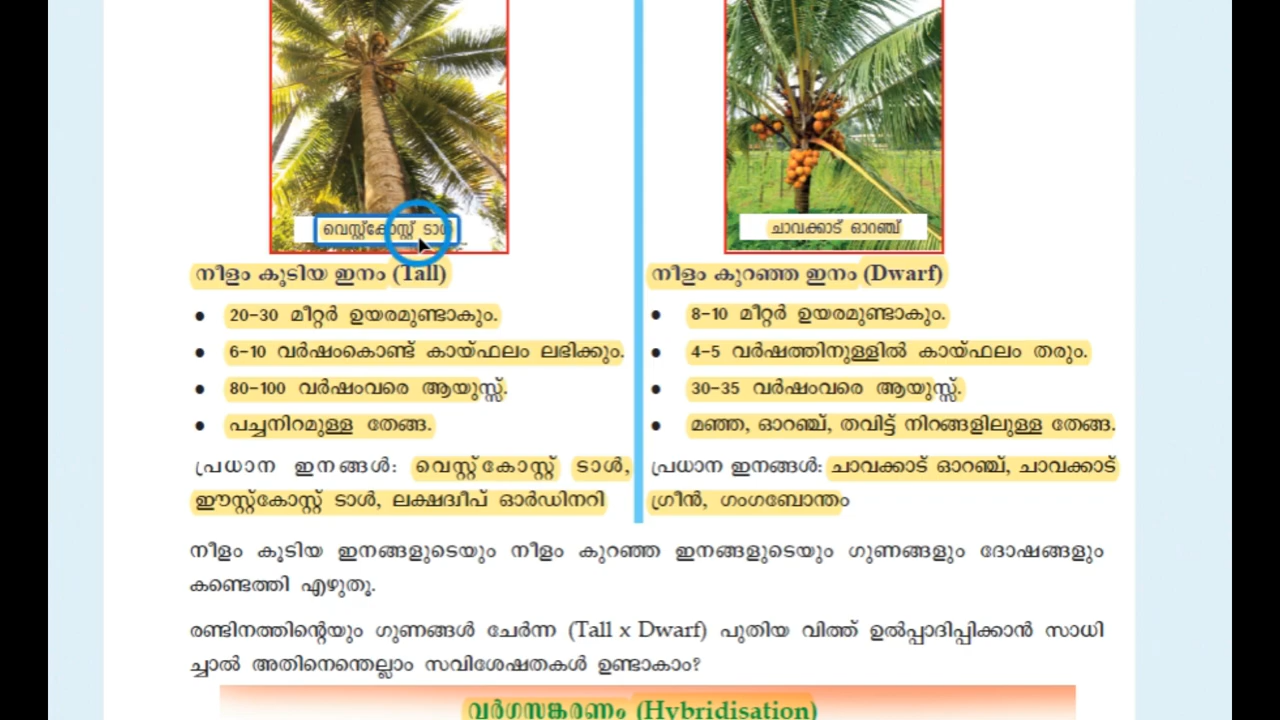 വെസ്റ്റ്കോസ്റ്റ് ടാൾ
നീളം കൂടിയ ഇനം (Tall)
● 20-30 മീറ്റർ ഉയരമുണ്ടാകും.
● 6-10 വർഷംകൊണ്ട് കായ്ഫലം ലഭിക്കും.
● 80-100 വർഷംവരെ ആയുസ്സ്.
● പച്ചനിറമുള്ള തേങ്ങ.
പ്രധാന ഇനങ്ങൾ: വെസ്റ്റ്കോസ്റ്റ് ടാൾ,
ഈസ്റ്റ്കോസ്റ്റ് ടാൾ, ലക്ഷദ്വീപ് ഓർഡിനറി
ചാവക്കാട് ഓറഞ്ച്
നീളം കുറഞ്ഞ ഇനം (Dwarf)
● 8-10 മീറ്റർ ഉയരമുണ്ടാകും.
● 4-5 വർഷത്തിനുള്ളിൽ കായ്ഫലം തരും.
● 30-35 വർഷംവരെ ആയുസ്സ്.
● മഞ്ഞ, ഓറഞ്ച്, തവിട്ട് നിറങ്ങളിലുള്ള തേങ്ങ.
പ്രധാന ഇനങ്ങൾ: ചാവക്കാട് ഓറഞ്ച്, ചാവക്കാട്
ഗ്രീൻ, ഗംഗബോന്തം
നീളം കൂടിയ ഇനങ്ങളുടെയും നീളം കുറഞ്ഞ ഇനങ്ങളുടെയും ഗുണങ്ങളും ദോഷങ്ങളും
കണ്ടെത്തി എഴുതൂ.
രണ്ടിനത്തിന്റെയും ഗുണങ്ങൾ ചേർന്ന (Tall x Dwarf) പുതിയ വിത്ത് ഉൽപ്പാദിപ്പിക്കാൻ സാധി
ച്ചാൽ അതിനെന്തെല്ലാം സവിശേഷതകൾ ഉണ്ടാകാം?
വർഗസങ്കരണം (Hybridisation)